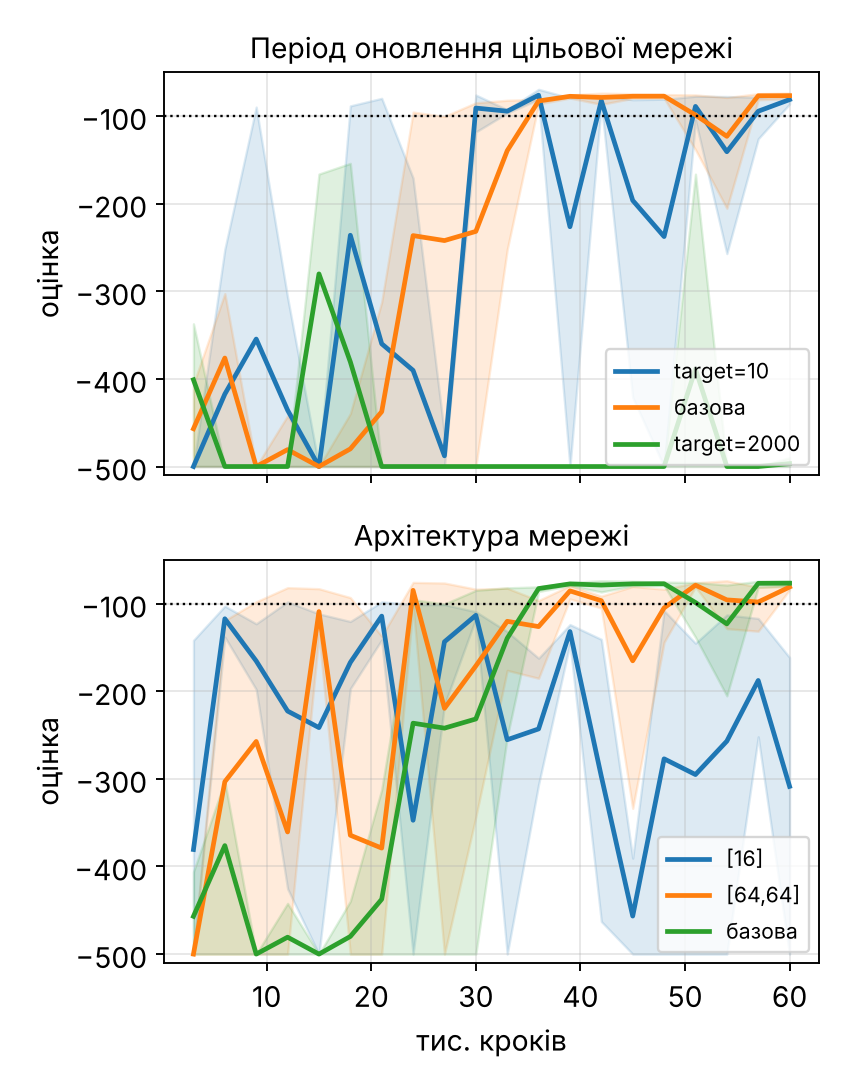 Період оновлення цільової мережі
−100
−200
−300
−400
−500
оцінка
target=10
базова
target=2000
Архітектура мережі
−100
−200
−300
−400
−500
оцінка
[16]
[64,64]
базова
10 20 30 40 50 60
тис. кроків